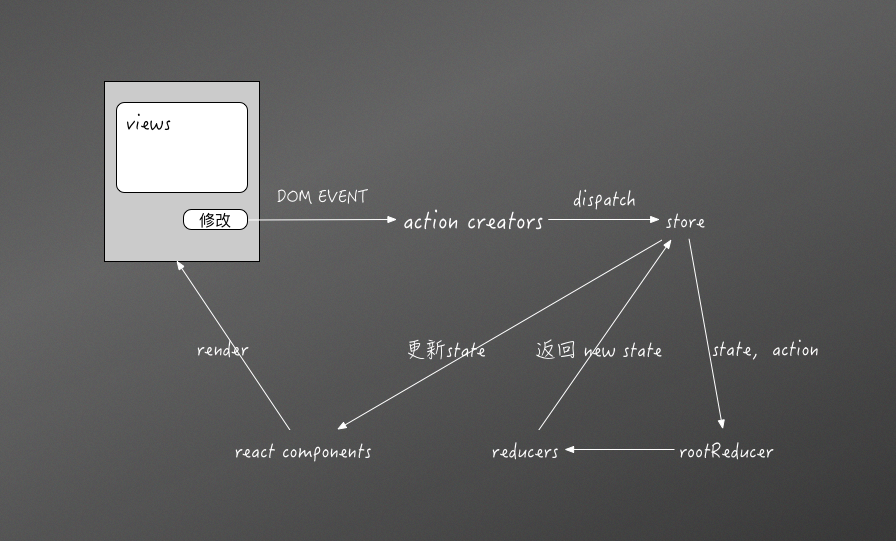 views
修改
DOM EVENT
action creators
dispatch
store
render
更新state
返回 new state
state, action
react components
reducers
rootReducer